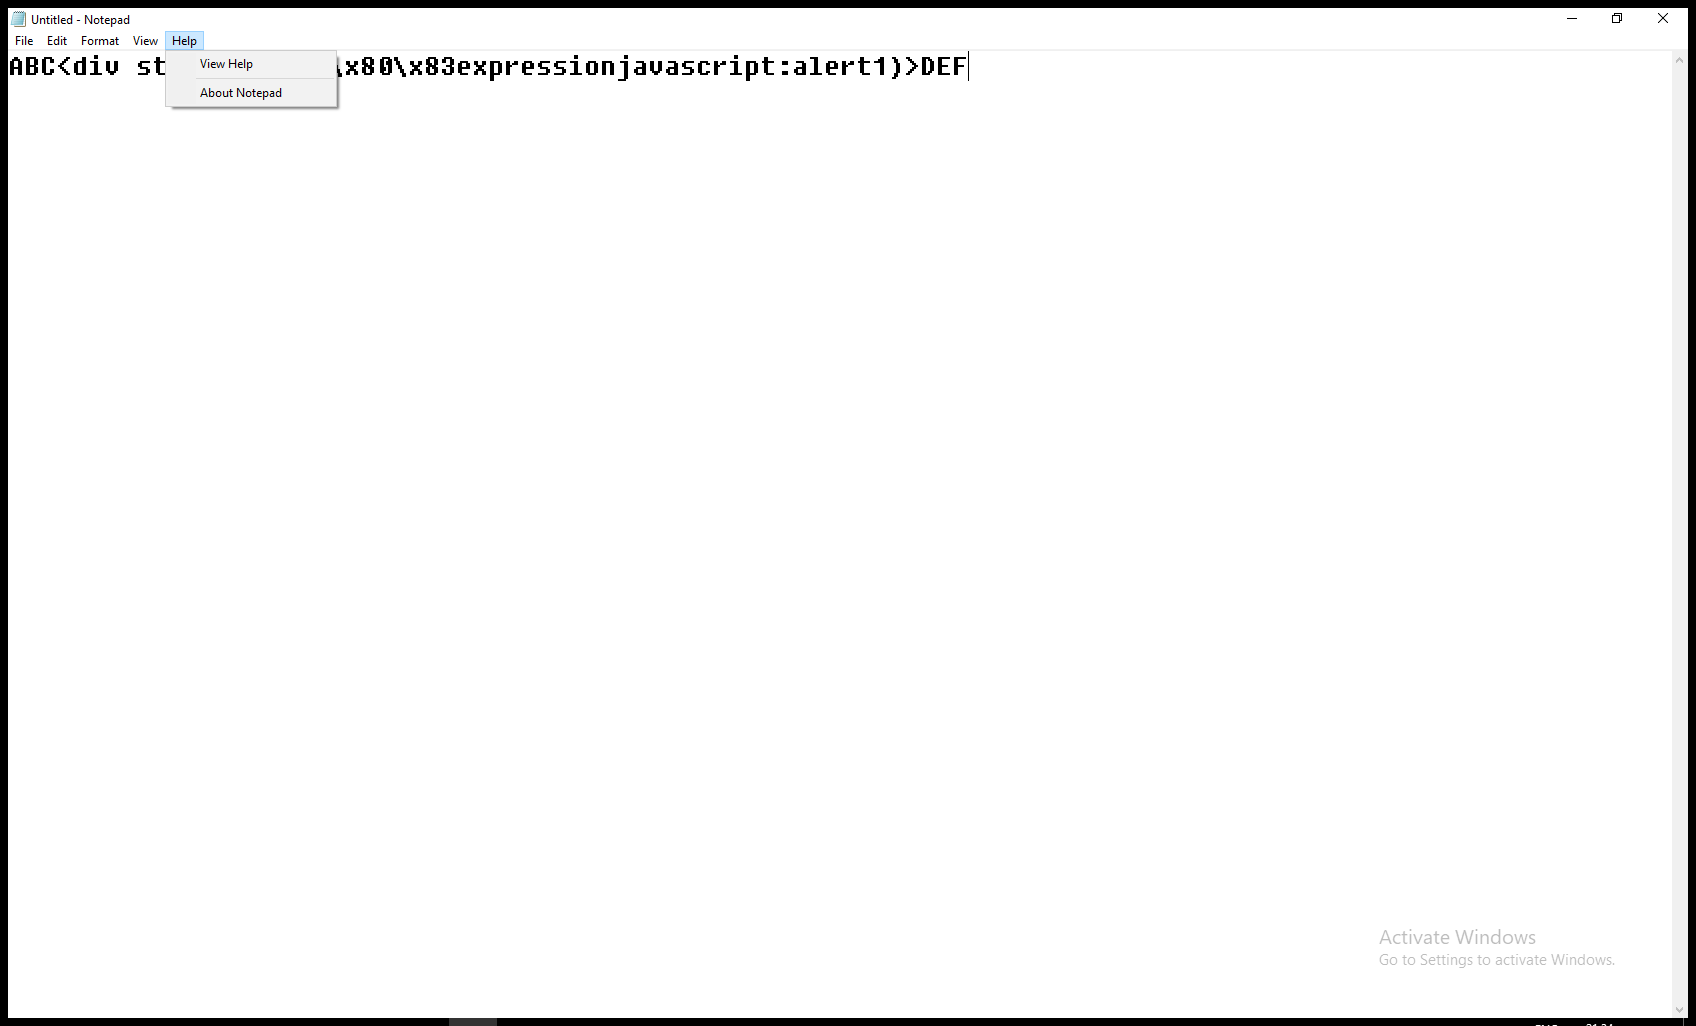 Untitled - Notepad
File Edit Format View Help
ABC<div st \x80\x83expressionjavascript:alert1)>DEF
View Help
About Notepad
Activate Windows
Go to Settings to activate Windows.